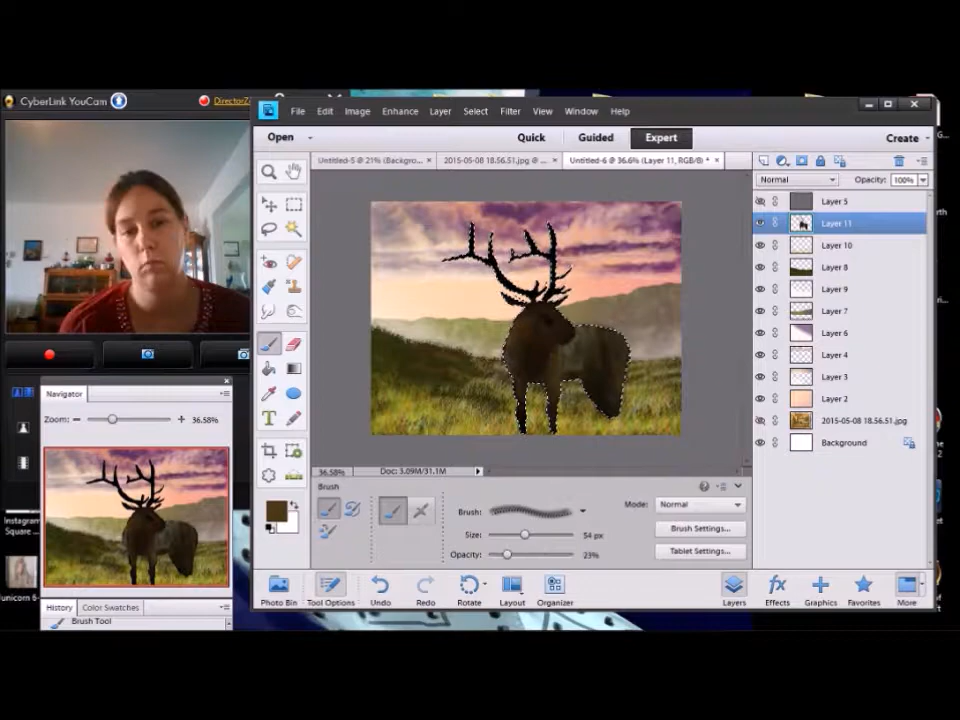 CyberLink YouCam
DirectorZ
File Edit Image Enhance Layer Select Filter View Window Help
Open Quick Guided Expert Create
Untitled-5 @ 21% (Backgro... × 2015-05-08 18.56.51.jpg @ ... × Untitled-6 @ 36.6% (Layer 11, RGB/8) * ×
Normal Opacity: 100%
Layer 5
Layer 11
Layer 10
Layer 8
Layer 9
Layer 7
Layer 6
Layer 4
Layer 3
Layer 2
2015-05-08 18.56.51.jpg
Background
Navigator
Zoom: 36.58%
36.58% Doc: 3.09M/31.1M
Brush
Brush:
Size: 54 px
Opacity: 23%
Mode: Normal
Brush Settings...
Tablet Settings...
Instagram
Square
unicorn 6-
Photo Bin Tool Options Undo Redo Rotate Layout Organizer Layers Effects Graphics Favorites More
History Color Swatches
Brush Tool